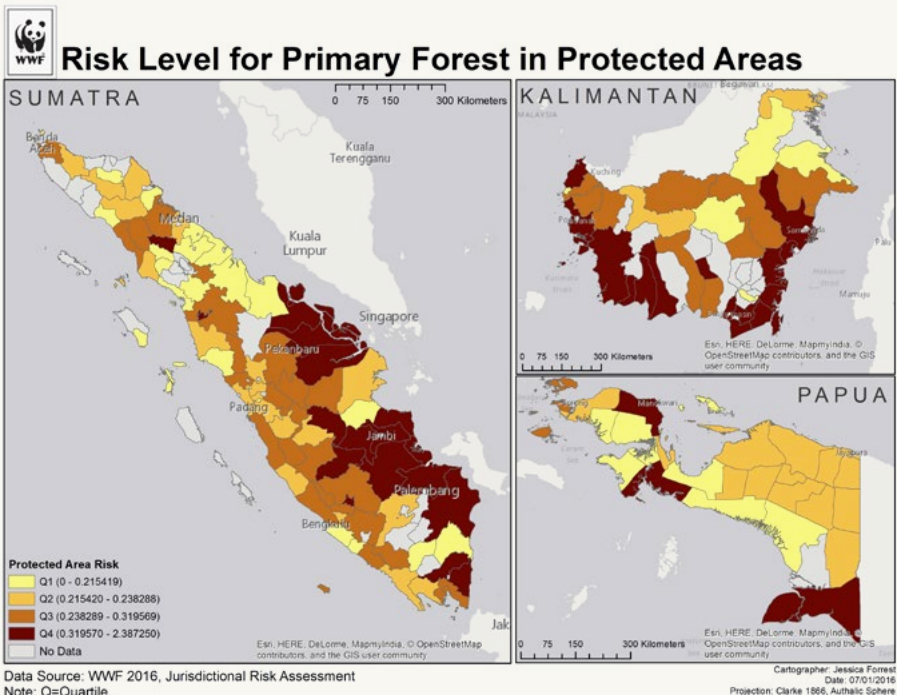 WWF
Risk Level for Primary Forest in Protected Areas
SUMATRA
0 75 150 300 Kilometers
Banda
Aceh
Kuala
Terengganu
Medan
Kuala
Lumpur
Singapore
Pekanbaru
Padang
Jambi
Palembang
Bengkulu
Jak
Protected Area Risk
Q1 (0 - 0.215419)
Q2 (0.215420 - 0.238288)
Q3 (0.238289 - 0.319569)
Q4 (0.319570 - 2.387250)
No Data
Esri, HERE, DeLorme, MapmyIndia, © OpenStreetMap
contributors, and the GIS user community
KALIMANTAN
MALAYSIA
Kuching
Palu
Mamuju
0 75 150 300 Kilometers
Esri, HERE, DeLorme, MapmyIndia, ©
OpenStreetMap contributors, and the GIS
user community
PAPUA
Manokwari
Jayapura
0 75 150 300 Kilometers
Esri, HERE, DeLorme, MapmyIndia, ©
OpenStreetMap contributors, and the GIS
user community
Data Source: WWF 2016, Jurisdictional Risk Assessment
Note: Q=Quartile
Cartographer: Jessica Forrest
Date: 07/01/2016
Projection: Clarke 1866, Authalic Sphere